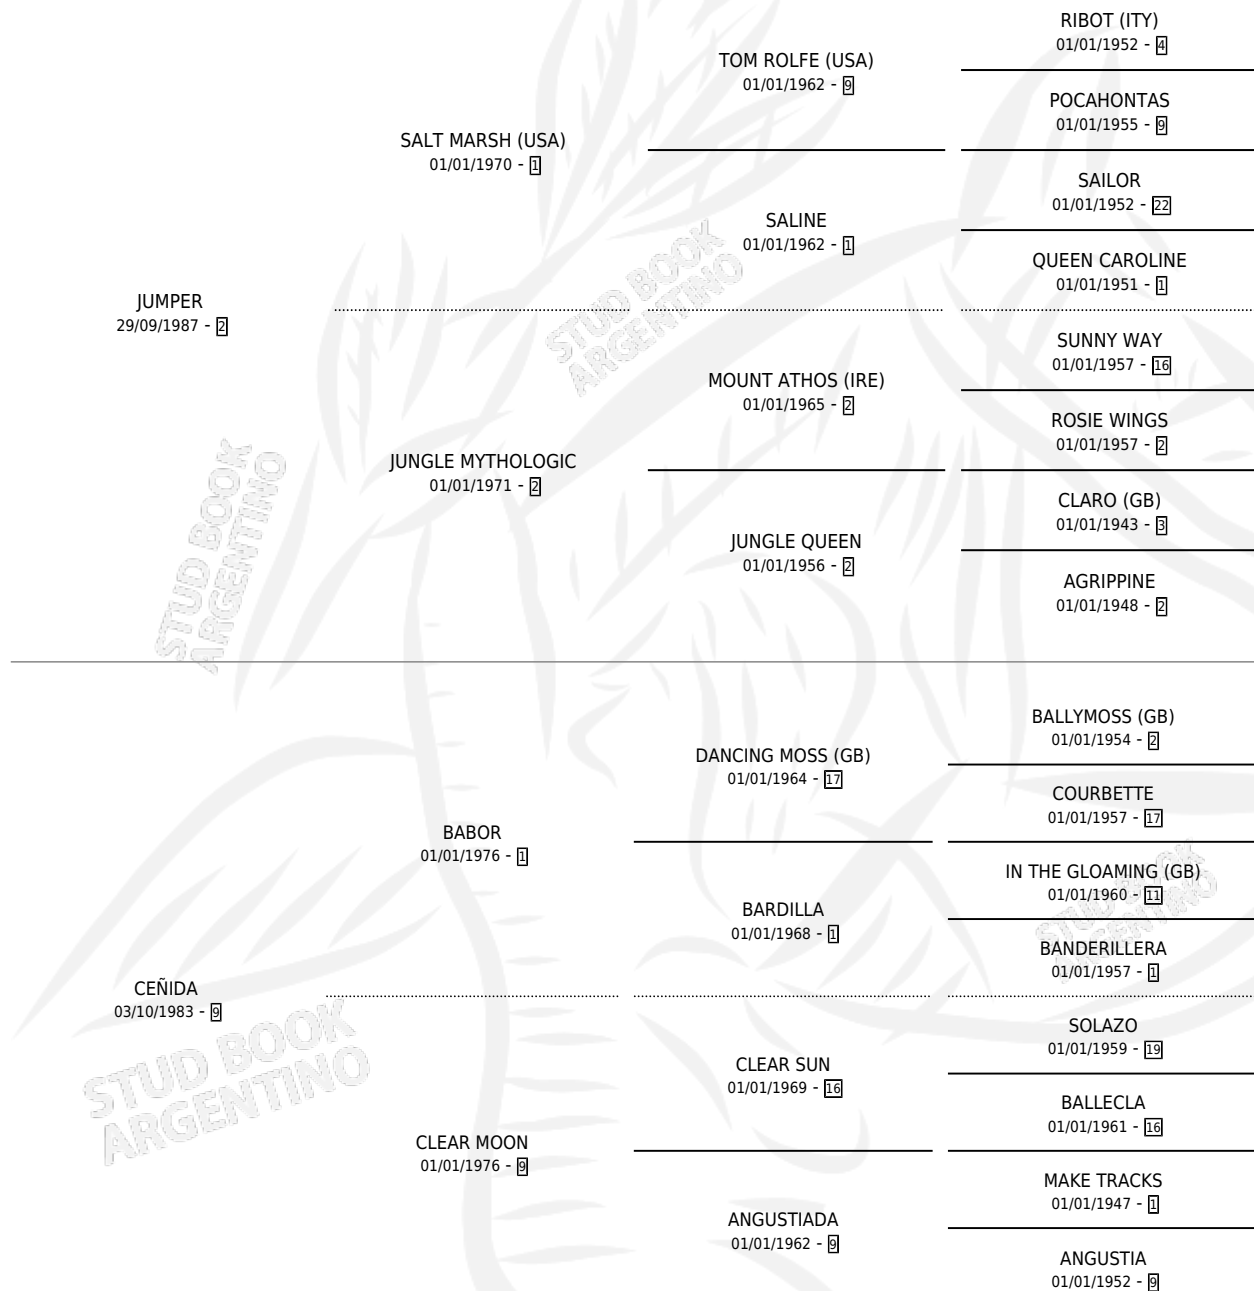 RIBOT (ITY)
01/01/1952 - 4
TOM ROLFE (USA)
01/01/1962 - 9
POCAHONTAS
01/01/1955 - 9
SALT MARSH (USA)
01/01/1970 - 1
SAILOR
01/01/1952 - 22
SALINE
01/01/1962 - 1
QUEEN CAROLINE
01/01/1951 - 1
JUMPER
29/09/1987 - 2
STUD BOOK
ARGENTINO
SUNNY WAY
01/01/1957 - 16
MOUNT ATHOS (IRE)
01/01/1965 - 2
ROSIE WINGS
01/01/1957 - 2
JUNGLE MYTHOLOGIC
01/01/1971 - 2
CLARO (GB)
01/01/1943 - 3
JUNGLE QUEEN
01/01/1956 - 2
AGRIPPINE
01/01/1948 - 2
STUD BOOK
ARGENTINO
BALLYMOSS (GB)
01/01/1954 - 2
DANCING MOSS (GB)
01/01/1964 - 17
COURBETTE
01/01/1957 - 17
BABOR
01/01/1976 - 1
IN THE GLOAMING (GB)
01/01/1960 - 11
BARDILLA
01/01/1968 - 1
STUD BOOK
ARGENTINO
BANDERILLERA
01/01/1957 - 1
CEÑIDA
03/10/1983 - 9
SOLAZO
01/01/1959 - 19
CLEAR SUN
01/01/1969 - 16
BALLECLA
01/01/1961 - 16
STUD BOOK
ARGENTINO
CLEAR MOON
01/01/1976 - 9
MAKE TRACKS
01/01/1947 - 1
ANGUSTIADA
01/01/1962 - 9
ANGUSTIA
01/01/1952 - 9